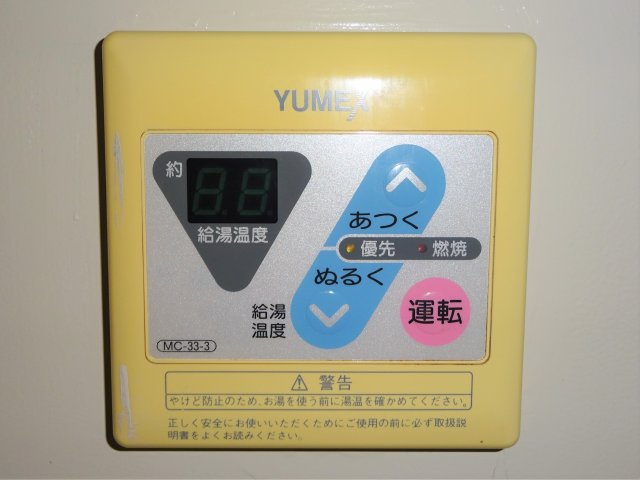 YUMEX
約
給湯温度
あつく
優先 燃焼
ぬるく
給湯
温度
運転
MC-33-3
警告
やけど防止のため、お湯を使う前に湯温を確かめてください。
正しく安全にお使いいただくためにご使用の前に必ず取扱説
明書をよくお読みください。